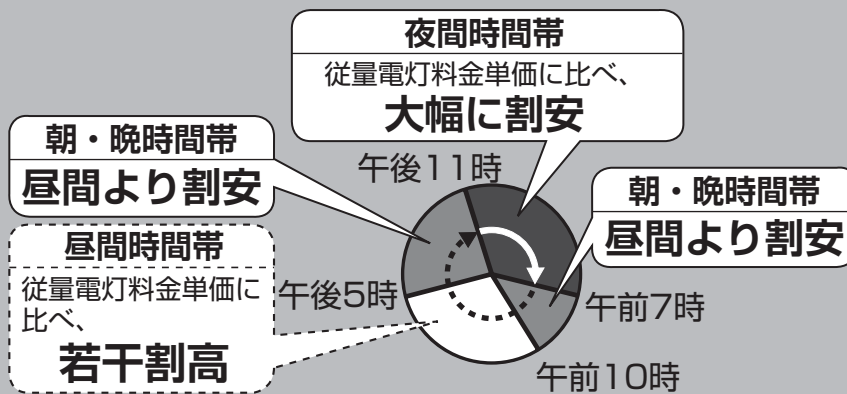 夜間時間帯
従量電灯料金単価に比べ、
大幅に割安
朝・晩時間帯
昼間より割安
午後11時
朝・晩時間帯
昼間より割安
昼間時間帯
従量電灯料金単価に
比べ、
若干割高
午後5時
午前7時
午前10時